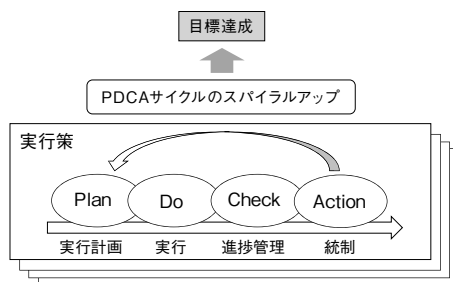 目標達成
PDCAサイクルのスパイラルアップ
実行策
Plan Do Check Action
実行計画 実行 進捗管理 統制